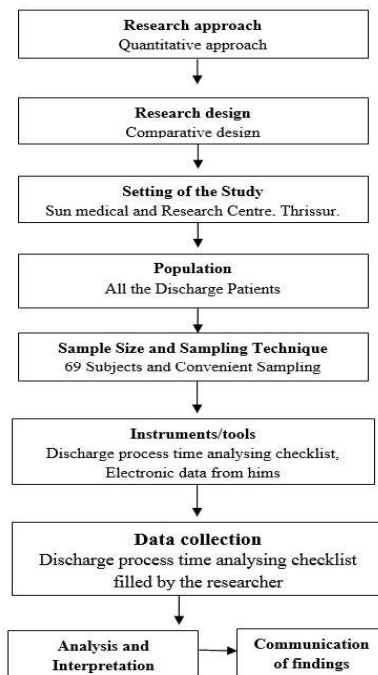 Research approach
Quantitative approach
Research design
Comparative design
Setting of the Study
Sun medical and Research Centre, Thrissur.
Population
All the Discharge Patients
Sample Size and Sampling Technique
69 Subjects and Convenient Sampling
Instruments/tools
Discharge process time analysing checklist,
Electronic data from hims
Data collection
Discharge process time analysing checklist
filled by the researcher
Analysis and
Interpretation
Communication
of findings